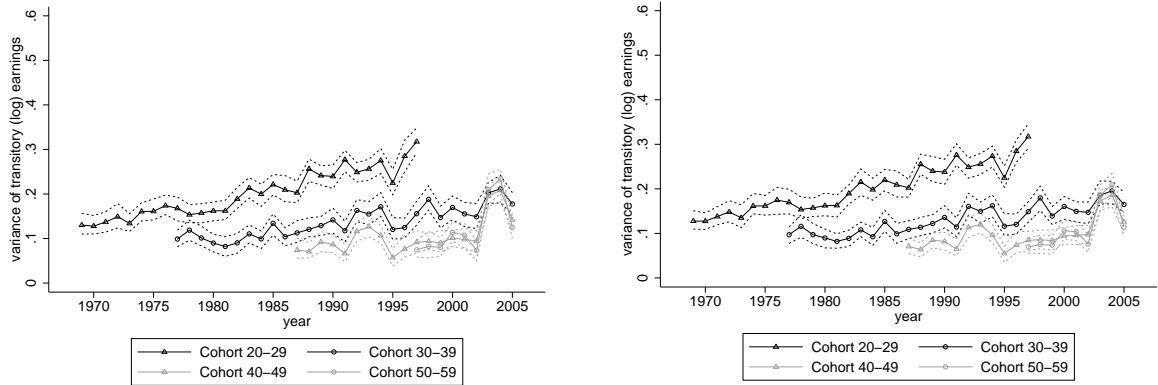 variance of transitory (log) earnings
.6
.5
.4
.3
.2
.1
0
1970 1975 1980 1985 1990 1995 2000 2005
year
Cohort 20−29 Cohort 30−39
Cohort 40−49 Cohort 50−59
variance of transitory (log) earnings
.6
.5
.4
.3
.2
.1
0
1970 1975 1980 1985 1990 1995 2000 2005
year
Cohort 20−29 Cohort 30−39
Cohort 40−49 Cohort 50−59